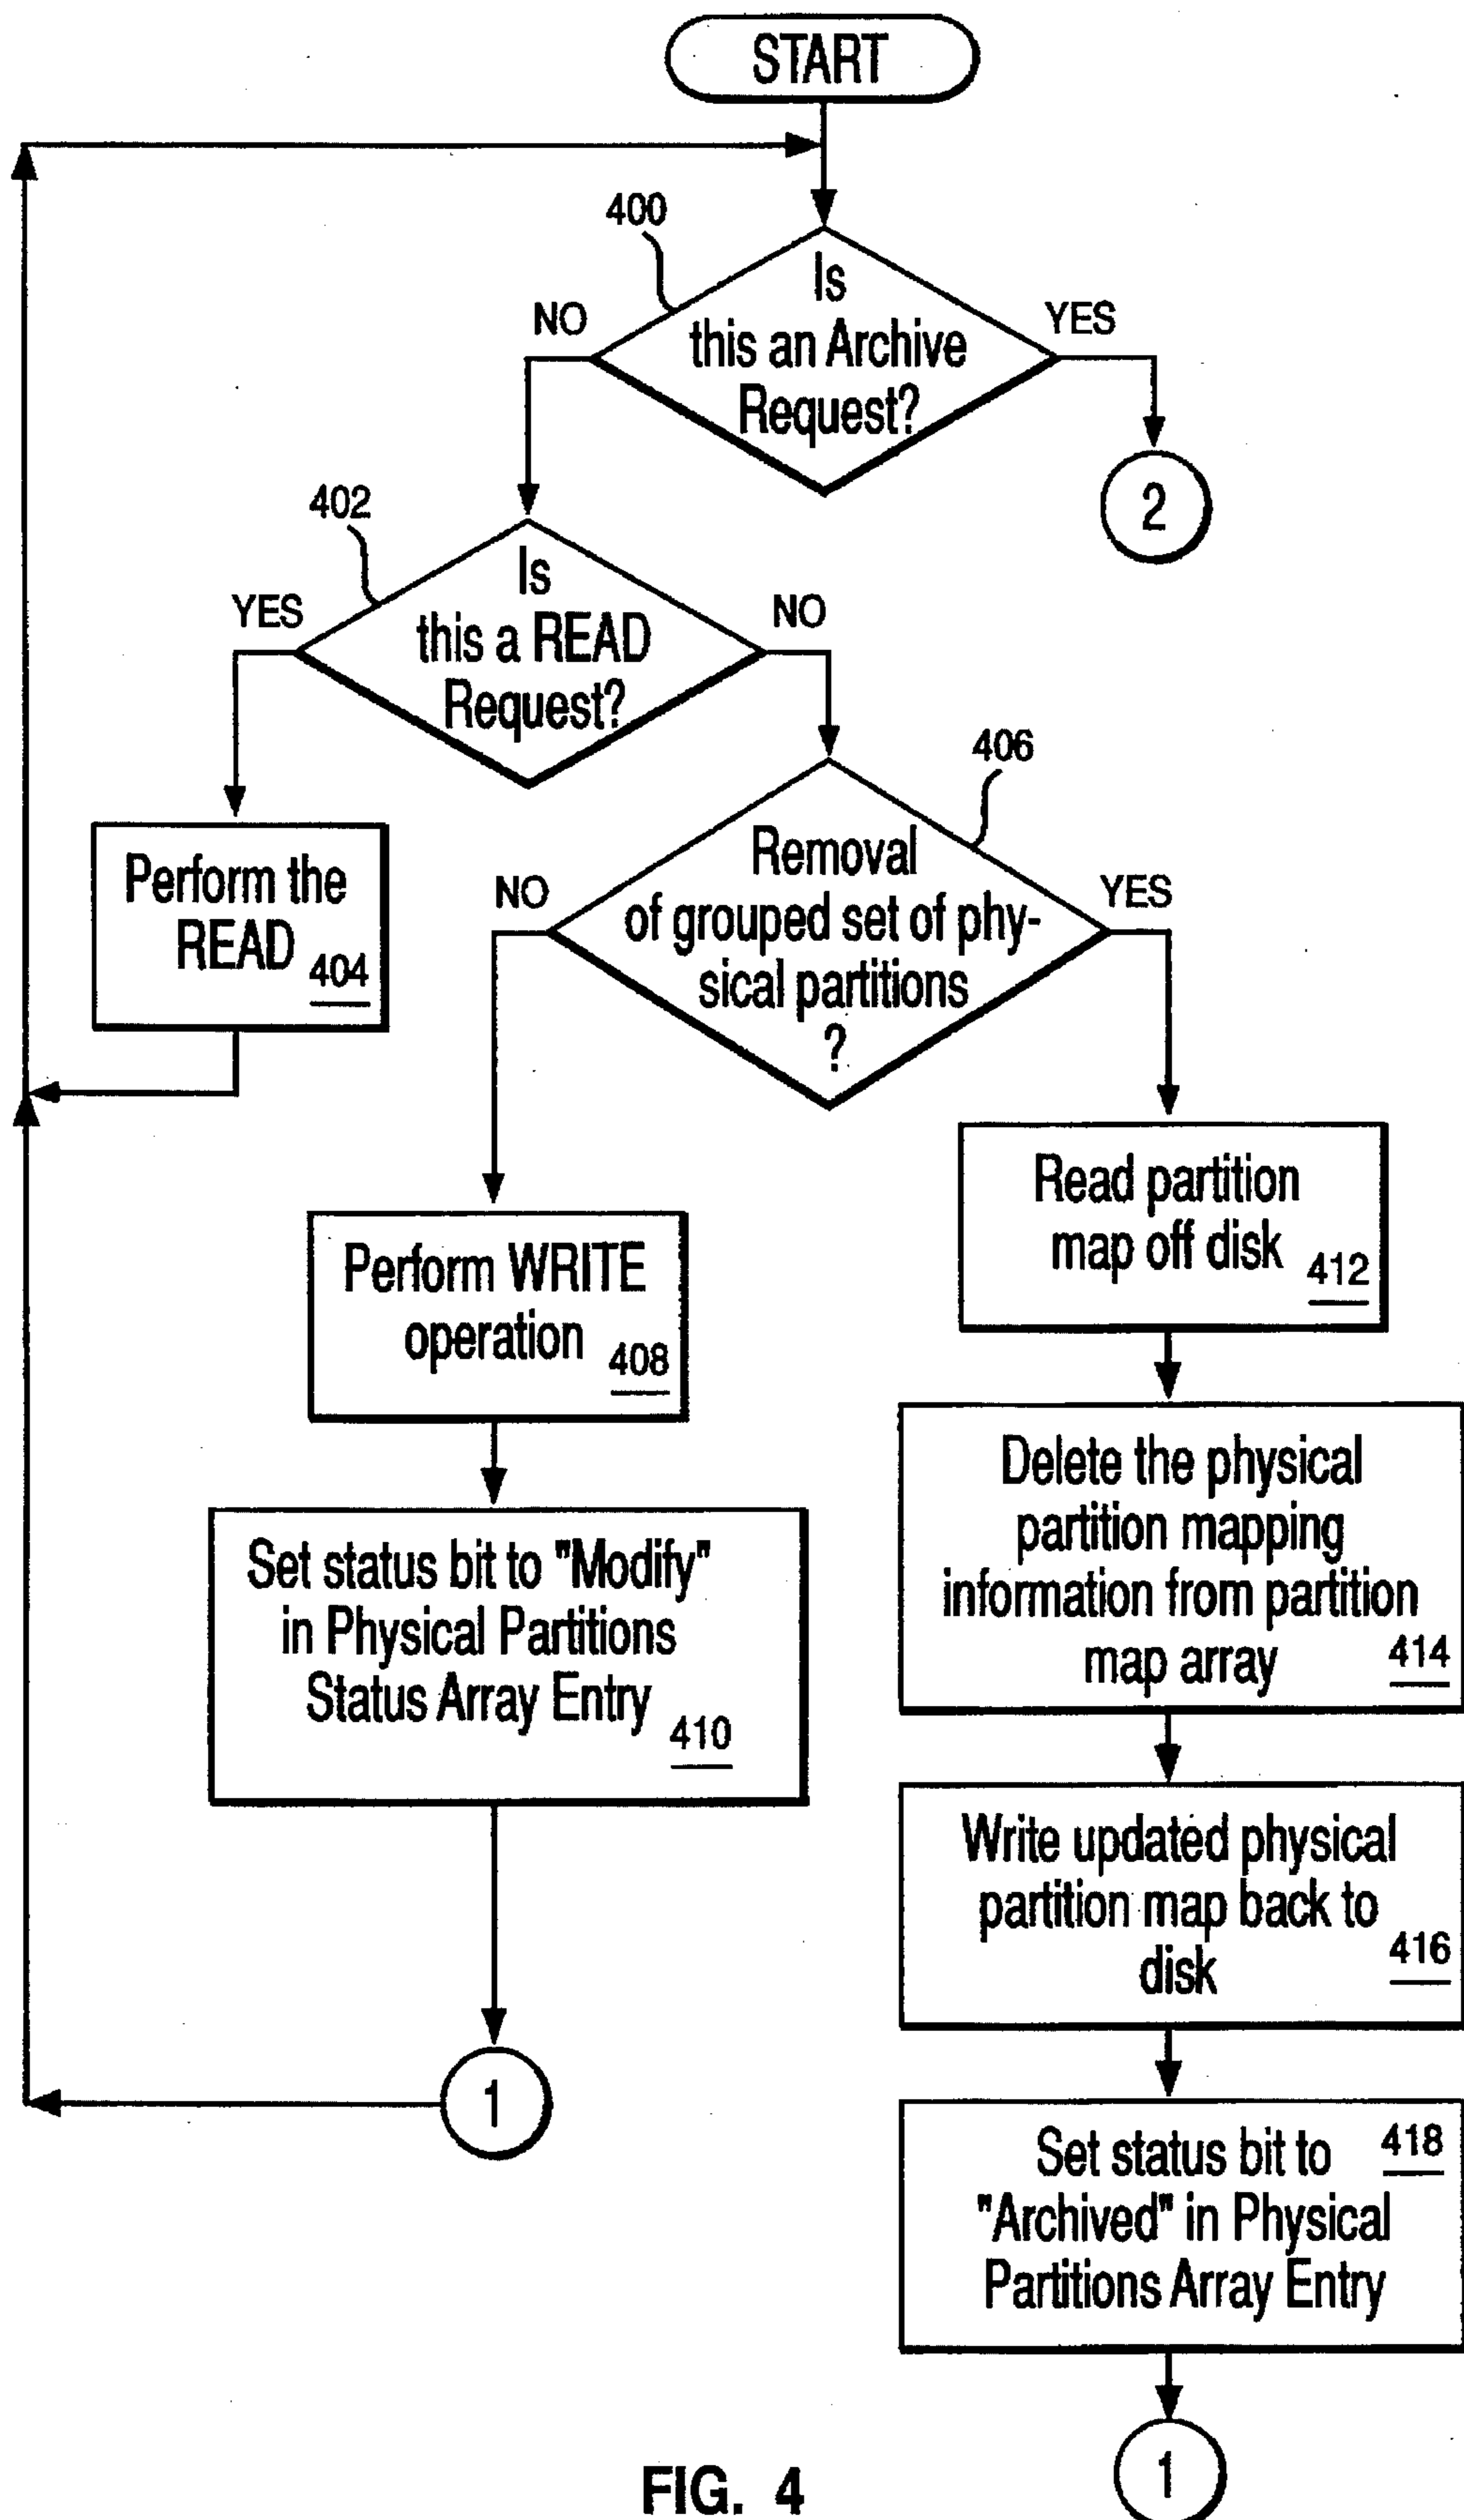 START
400
Is
this an Archive
Request?
NO
YES
2
402
Is
this a READ
Request?
YES
NO
406
Removal
of grouped set of phy-
sical partitions
?
NO
YES
Perform the
READ
404
Read partition
map off disk
412
Perform WRITE
operation
408
Delete the physical
partition mapping
information from partition
map array
414
Set status bit to "Modify"
in Physical Partitions
Status Array Entry
410
Write updated physical
partition map back to
disk
416
1
Set status bit to
418
"Archived" in Physical
Partitions Array Entry
1
FIG. 4